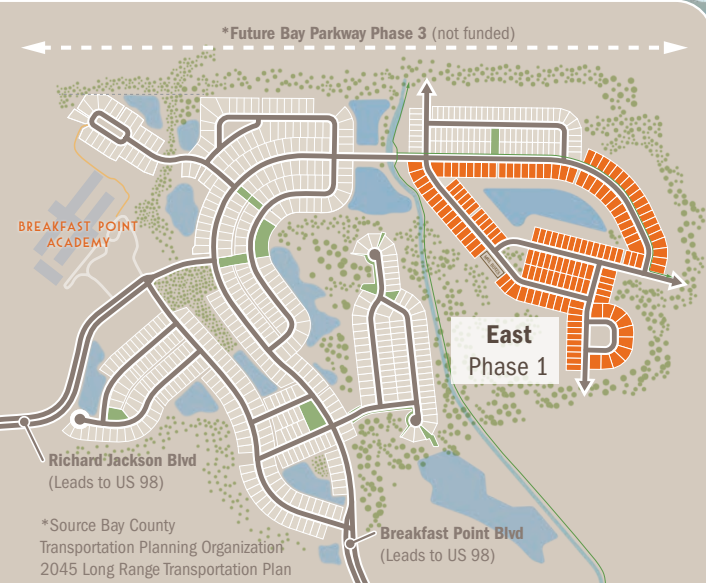 *Future Bay Parkway Phase 3 (not funded)
BREAKFAST POINT
ACADEMY
East
Phase 1
Richard Jackson Blvd
(Leads to US 98)
*Source Bay County
Transportation Planning Organization
2045 Long Range Transportation Plan
Breakfast Point Blvd
(Leads to US 98)